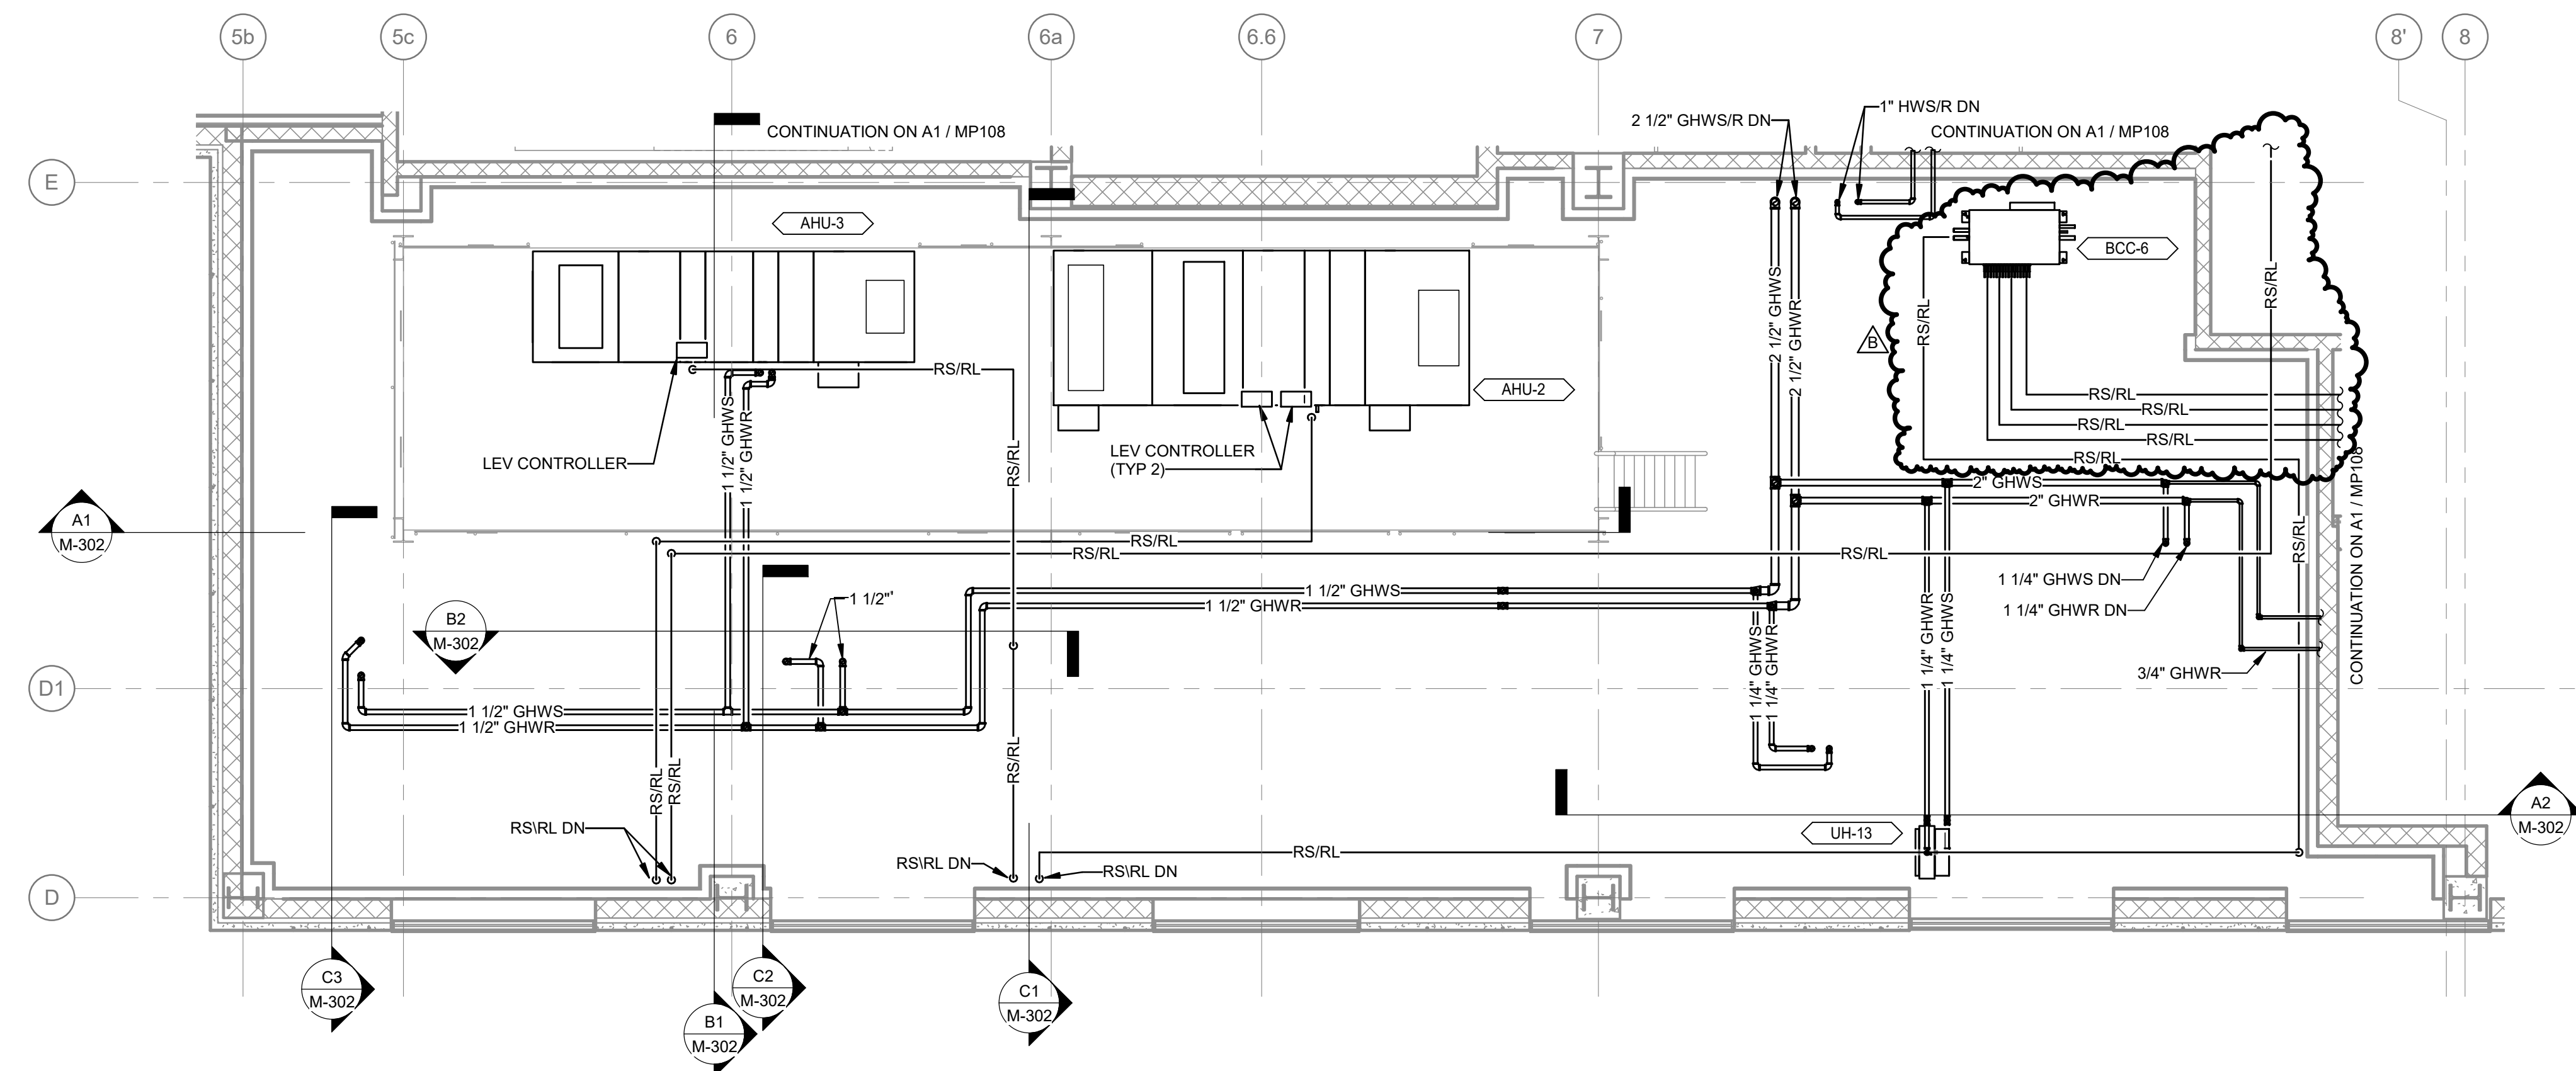 5b
5c
6
6a
6.6
7
8'
8
CONTINUATION ON A1 / MP108
2 1/2" GHWS/R DN
1" HWS/R DN
CONTINUATION ON A1 / MP108
E
AHU-3
BCC-6
2 1/2" GHWS
2 1/2" GHWR
RS/RL
RS/RL
B
RS/RL
AHU-2
RS/RL
RS/RL
RS/RL
RS/RL
RS/RL
1 1/2" GHWS
1 1/2" GHWR
LEV CONTROLLER
RS/RL
LEV CONTROLLER
(TYP 2)
2" GHWS
2" GHWR
CONTINUATION ON A1 / MP108
A1
M-302
RS/RL
RS/RL
RS/RL
RS/RL
1 1/4" GHWS DN
1 1/4" GHWR DN
1 1/2" GHWS
1 1/2" GHWR
1 1/2"'
B2
M-302
1 1/4" GHWS
1 1/4" GHWR
1 1/4" GHWR
1 1/4" GHWS
3/4" GHWR
D1
1 1/2" GHWS
1 1/2" GHWR
RS/RL
RS/RL
RS/RL
RS\RL DN
RS\RL DN
RS\RL DN
RS/RL
UH-13
A2
M-302
D
C3
M-302
C2
M-302
C1
M-302
B1
M-302